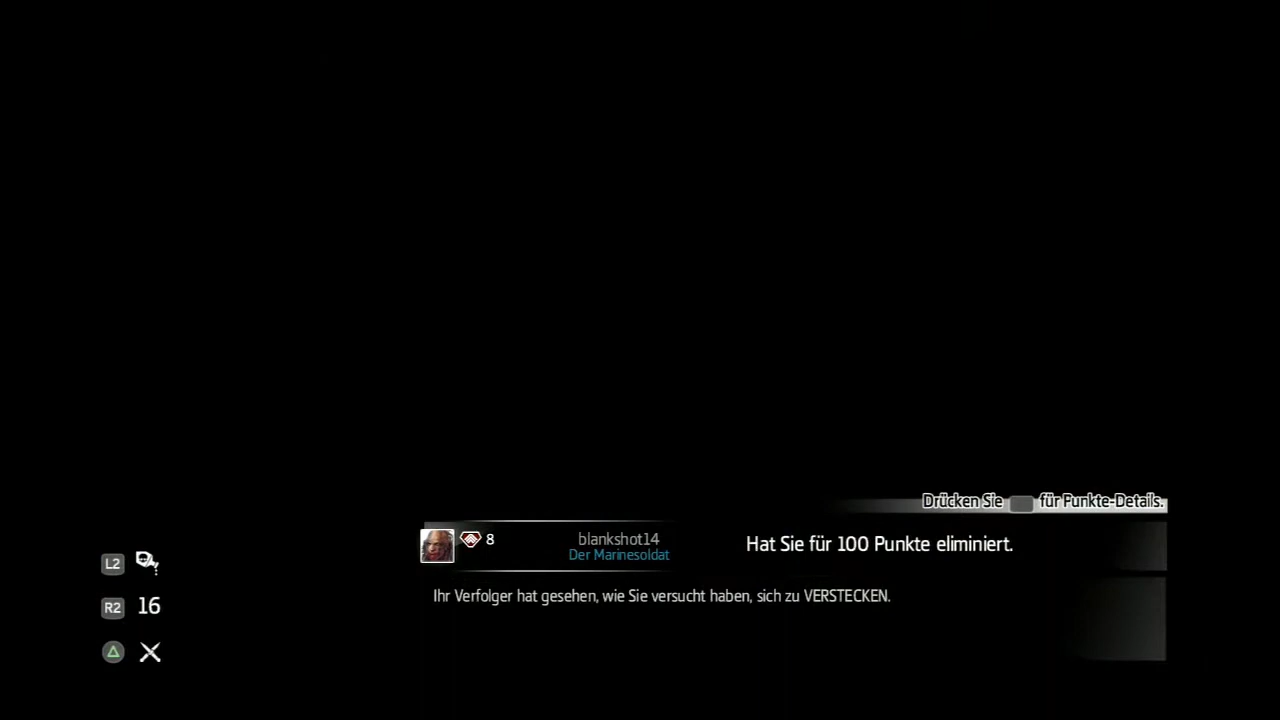 Drücken Sie für Punkte-Details.
8 blankshot14
Der Marinesoldat
Hat Sie für 100 Punkte eliminiert.
Ihr Verfolger hat gesehen, wie Sie versucht haben, sich zu VERSTECKEN.
L2
R2 16